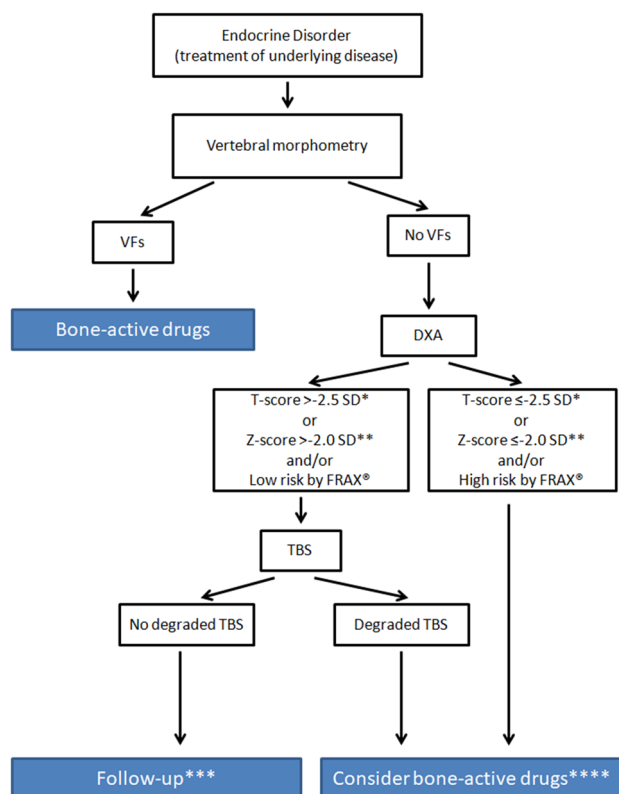 Endocrine Disorder
(treatment of underlying disease)
Vertebral morphometry
VFs
No VFs
Bone-active drugs
DXA
T-score >-2.5 SD*
or
Z-score >-2.0 SD**
and/or
Low risk by FRAX®
T-score ≤-2.5 SD*
or
Z-score ≤-2.0 SD**
and/or
High risk by FRAX®
TBS
No degraded TBS
Degraded TBS
Follow-up***
Consider bone-active drugs****